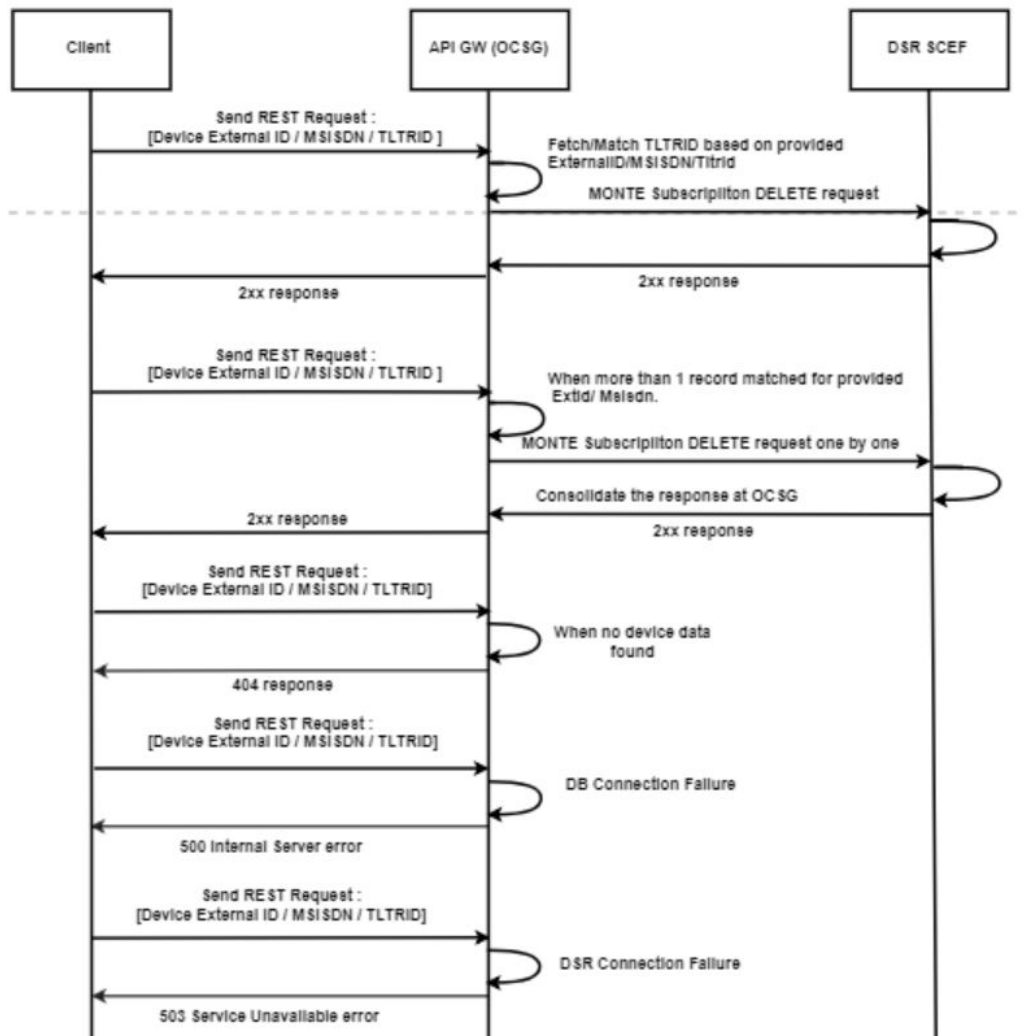 Client
API GW (OCSG)
DSR SCEF
Send REST Request :
[Device External ID / MSISDN / TLTRID ]
Fetch/Match TLTRID based on provided
ExternalID/MSISDN/Tltrid
MONTE Subscripiiton DELETE request
2xx response
2xx response
Send REST Request :
[Device External ID / MSISDN / TLTRID ]
When more than 1 record matched for provided
Extid/ Msisdn.
MONTE Subscripiiton DELETE request one by one
Consolidate the response at OCSG
2xx response
2xx response
Send REST Request :
[Device External ID / MSISDN / TLTRID]
When no device data
found
404 response
Send REST Request :
[Device External ID / MSISDN / TLTRID]
DB Connection Failure
500 Internal Server error
Send REST Request :
[Device External ID / MSISDN / TLTRID]
DSR Connection Failure
503 Service Unavailable error